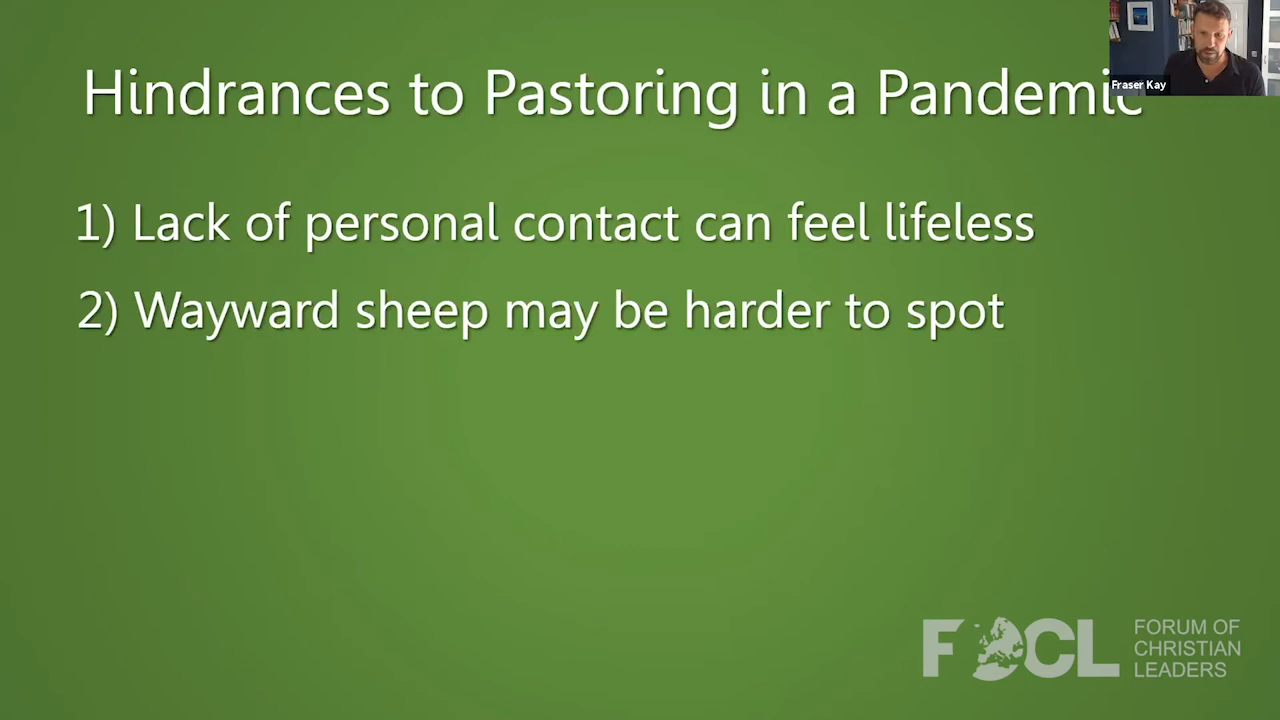 Hindrances to Pastoring in a Pandemic
Fraser Kay
1) Lack of personal contact can feel lifeless
2) Wayward sheep may be harder to spot
FOCL
FORUM OF
CHRISTIAN
LEADERS